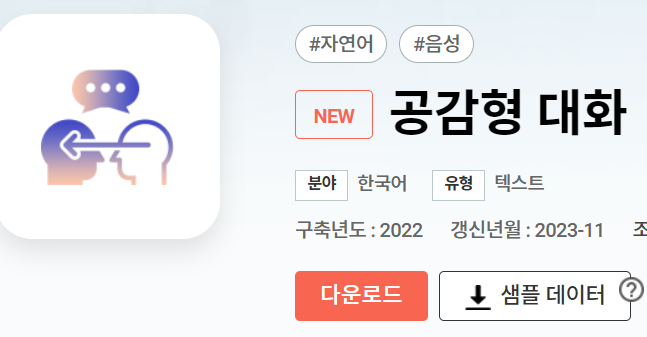 #자연어 #음성
NEW 공감형 대화
분야 한국어 유형 텍스트
구축년도 : 2022 갱신년월 : 2023-11 조
다운로드 샘플 데이터 ?